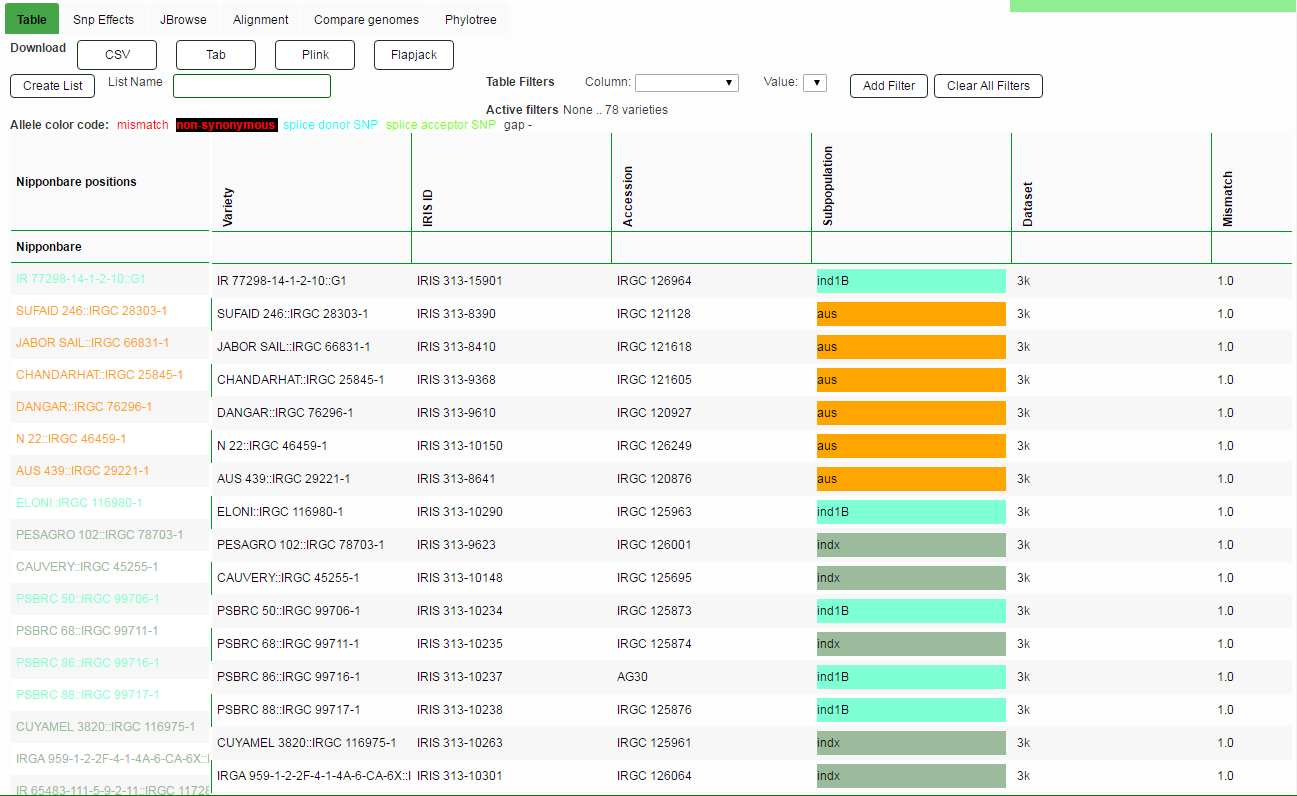 Table Snp Effects JBrowse Alignment Compare genomes Phylotree
Download CSV Tab Plink Flapjack
Create List List Name Table Filters Column: Value: Add Filter Clear All Filters
Active filters None .. 78 varieties
Allele color code: mismatch non-synonymous splice donor SNP splice acceptor SNP gap -
Nipponbare positions Variety IRIS ID Accession Subpopulation Dataset Mismatch
Nipponbare
IR 77298-14-1-2-10::G1 IR 77298-14-1-2-10::G1 IRIS 313-15901 IRGC 126964 ind1B 3k 1.0
SUFAID 246::IRGC 28303-1 SUFAID 246::IRGC 28303-1 IRIS 313-8390 IRGC 121128 aus 3k 1.0
JABOR SAIL::IRGC 66831-1 JABOR SAIL::IRGC 66831-1 IRIS 313-8410 IRGC 121618 aus 3k 1.0
CHANDARHAT::IRGC 25845-1 CHANDARHAT::IRGC 25845-1 IRIS 313-9368 IRGC 121605 aus 3k 1.0
DANGAR::IRGC 76296-1 DANGAR::IRGC 76296-1 IRIS 313-9610 IRGC 120927 aus 3k 1.0
N 22::IRGC 46459-1 N 22::IRGC 46459-1 IRIS 313-10150 IRGC 126249 aus 3k 1.0
AUS 439::IRGC 29221-1 AUS 439::IRGC 29221-1 IRIS 313-8641 IRGC 120876 aus 3k 1.0
ELONI::IRGC 116980-1 ELONI::IRGC 116980-1 IRIS 313-10290 IRGC 125963 ind1B 3k 1.0
PESAGRO 102::IRGC 78703-1 PESAGRO 102::IRGC 78703-1 IRIS 313-9623 IRGC 126001 indx 3k 1.0
CAUVERY::IRGC 45255-1 CAUVERY::IRGC 45255-1 IRIS 313-10148 IRGC 125695 indx 3k 1.0
PSBRC 50::IRGC 99706-1 PSBRC 50::IRGC 99706-1 IRIS 313-10234 IRGC 125873 ind1B 3k 1.0
PSBRC 68::IRGC 99711-1 PSBRC 68::IRGC 99711-1 IRIS 313-10235 IRGC 125874 indx 3k 1.0
PSBRC 86::IRGC 99716-1 PSBRC 86::IRGC 99716-1 IRIS 313-10237 AG30 ind1B 3k 1.0
PSBRC 88::IRGC 99717-1 PSBRC 88::IRGC 99717-1 IRIS 313-10238 IRGC 125876 ind1B 3k 1.0
CUYAMEL 3820::IRGC 116975-1 CUYAMEL 3820::IRGC 116975-1 IRIS 313-10263 IRGC 125961 indx 3k 1.0
IRGA 959-1-2-2F-4-1-4A-6-CA-6X::I IRGA 959-1-2-2F-4-1-4A-6-CA-6X::I IRIS 313-10301 IRGC 126064 indx 3k 1.0
IR 65483-111-5-9-2-11::IRGC 11728